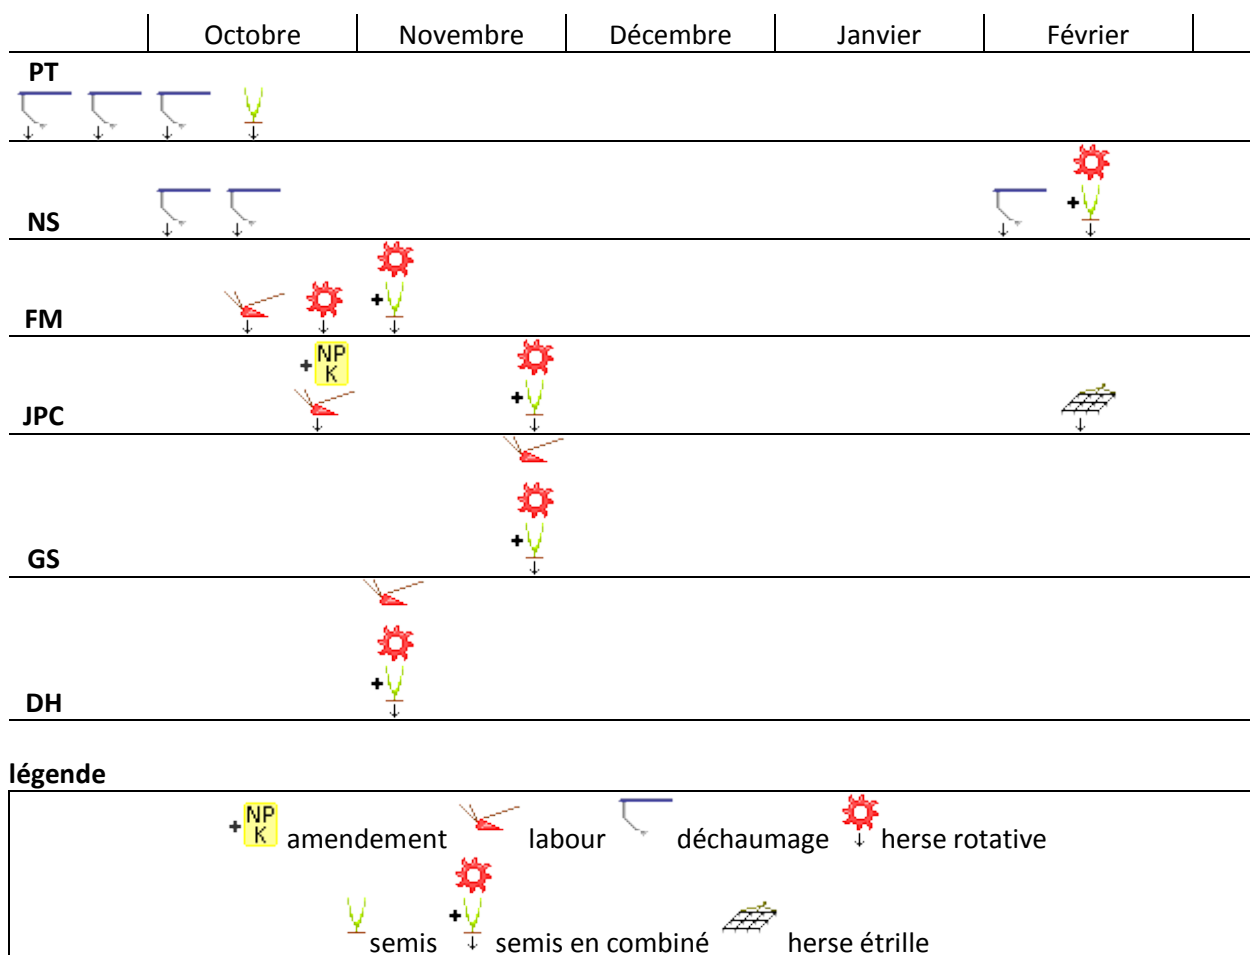 Octobre Novembre Décembre Janvier Février
PT
NS
FM
+ NP
K
JPC
GS
DH
légende
+ NP
K amendement labour déchaumage herse rotative
semis semis en combiné herse étrille